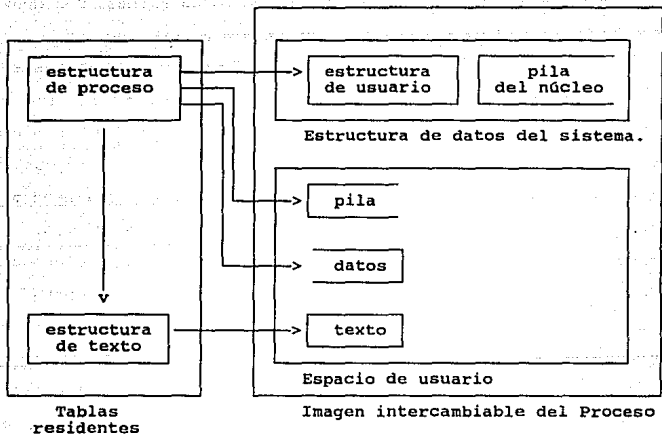 estructura
de proceso
estructura
de usuario
pila
del núcleo
Estructura de datos del sistema.
pila
datos
estructura
de texto
texto
Espacio de usuario
Tablas
residentes
Imagen intercambiable del Proceso